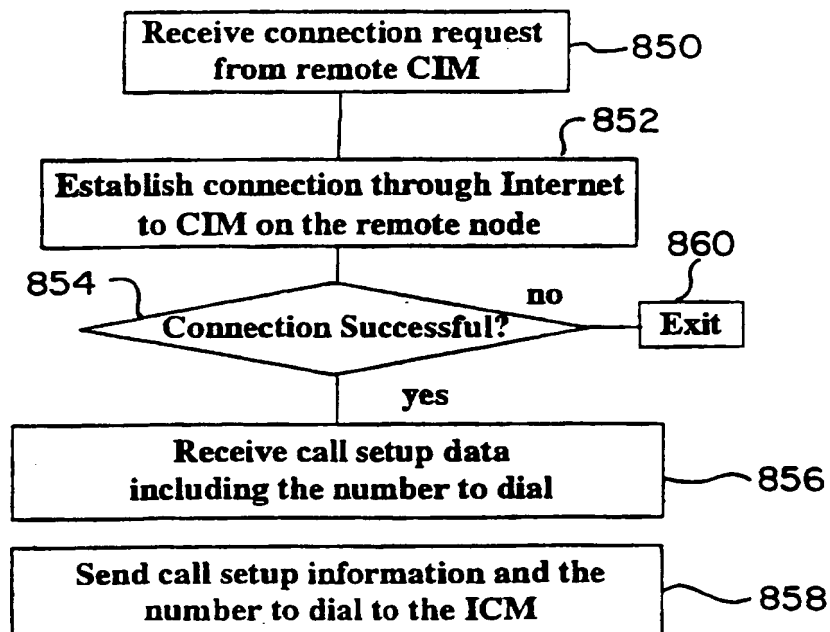 Receive connection request
from remote CIM
850
852
Establish connection through Internet
to CIM on the remote node
854
860
no
Connection Successful?
Exit
yes
Receive call setup data
including the number to dial
856
Send call setup information and the
number to dial to the ICM
858